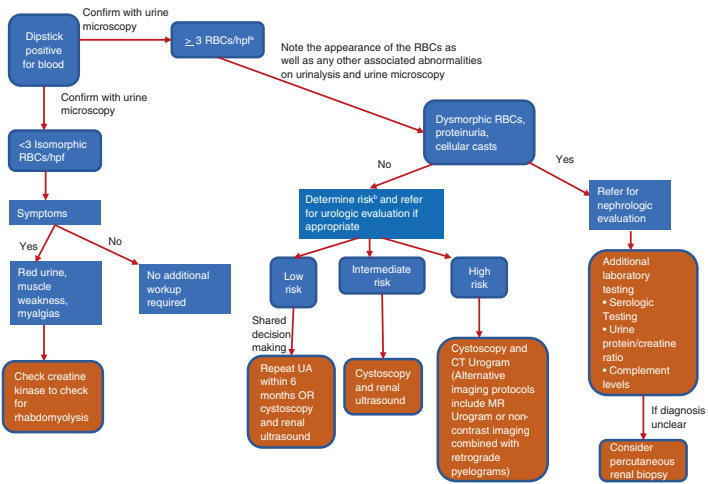 Dipstick
positive
for blood
Confirm with urine
microscopy
≥ 3 RBCs/hpfª
Note the appearance of the RBCs as
well as any other associated abnormalities
on urinalysis and urine microscopy
Confirm with urine
microscopy
<3 Isomorphic
RBCs/hpf
Dysmorphic RBCs,
proteinuria,
cellular casts
No
Yes
Symptoms
Yes
No
Red urine,
muscle
weakness,
myalgias
No additional
workup
required
Check creatine
kinase to check
for
rhabdomyolysis
Determine riskᵇ and refer
for urologic evaluation if
appropriate
Refer for
nephrologic
evaluation
Low
risk
Intermediate
risk
High
risk
Shared
decision
making
Repeat UA
within 6
months OR
cystoscopy
and renal
ultrasound
Cystoscopy
and renal
ultrasound
Cystoscopy and
CT Urogram
(Alternative
imaging protocols
include MR
Urogram or non-
contrast imaging
combined with
retrograde
pyelograms)
Additional
laboratory
testing
• Serologic
Testing
• Urine
protein/creatine
ratio
• Complement
levels
If diagnosis
unclear
Consider
percutaneous
renal biopsy